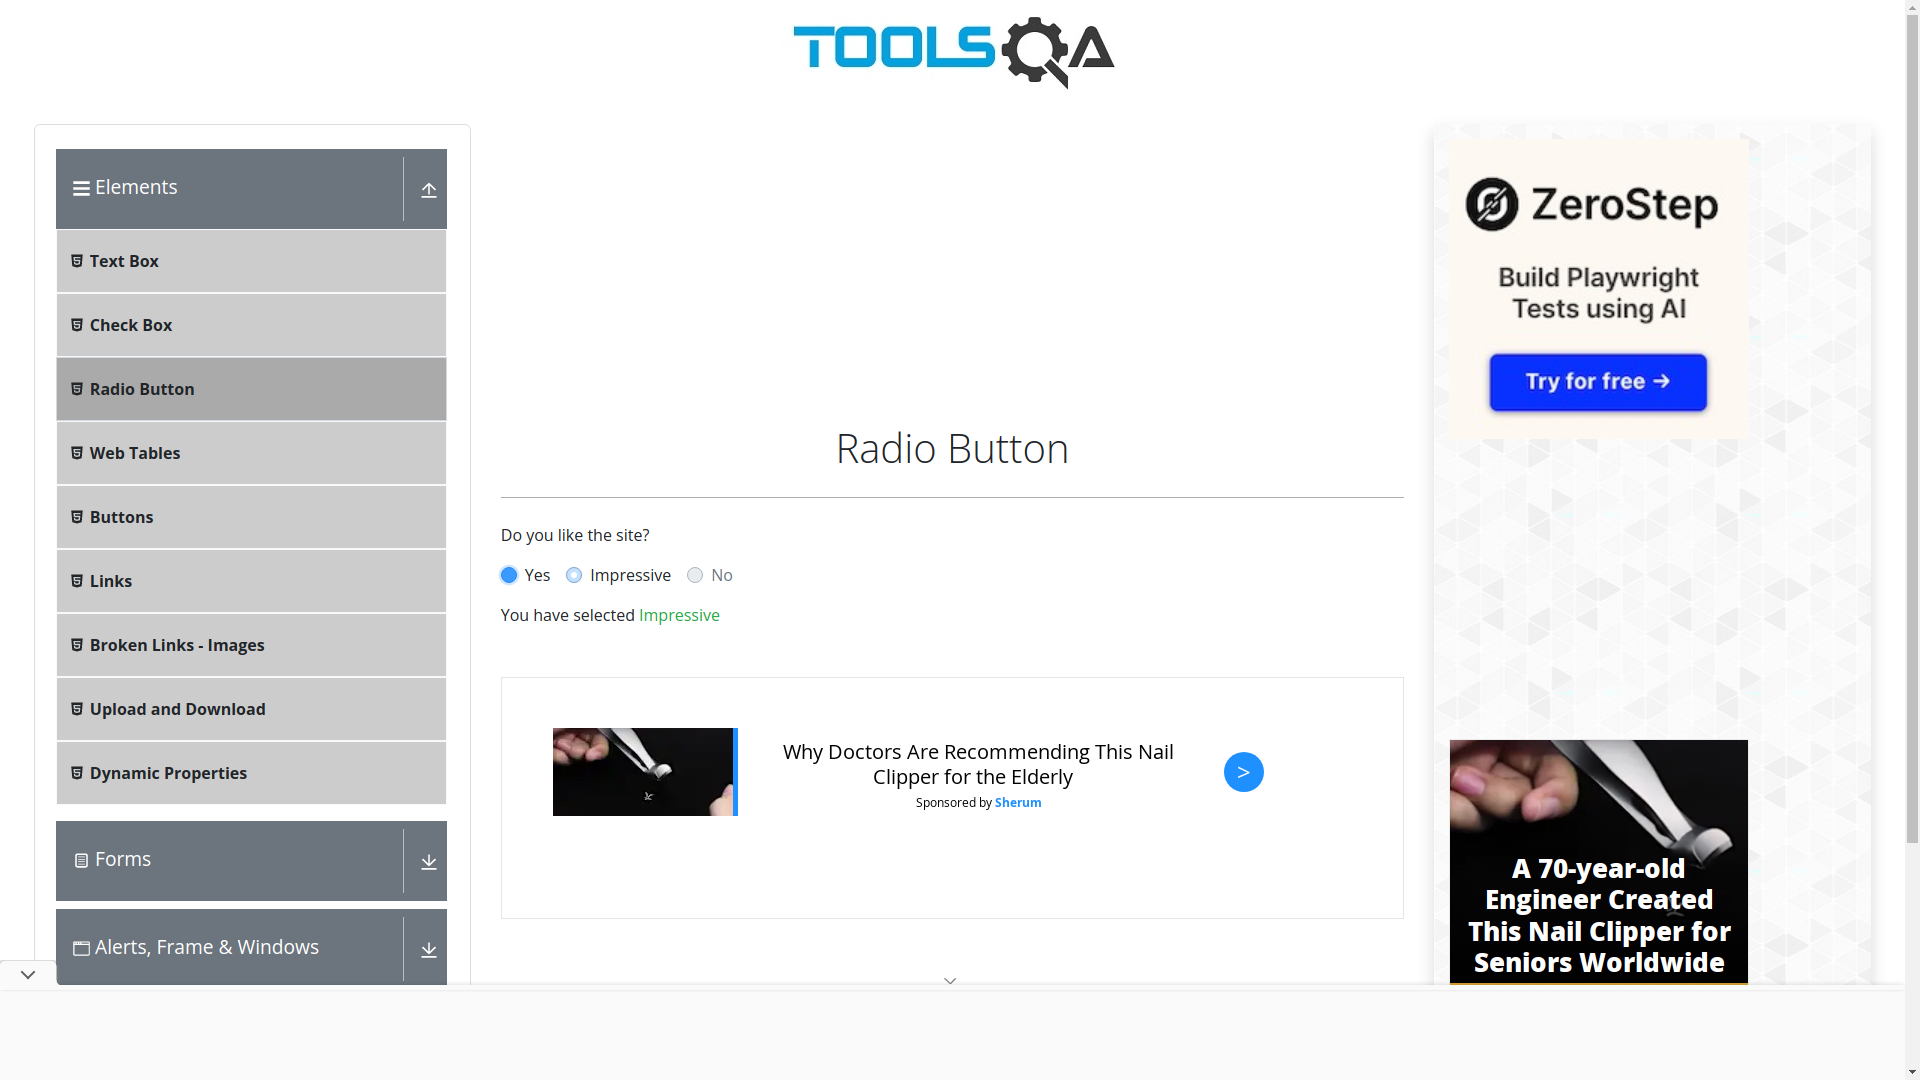 TOOLSQA
Elements
Text Box
Check Box
Radio Button
Web Tables
Buttons
Links
Broken Links - Images
Upload and Download
Dynamic Properties
Forms
Alerts, Frame & Windows
Radio Button
Do you like the site?
Yes
Impressive
No
You have selected Impressive
Why Doctors Are Recommending This Nail
Clipper for the Elderly
Sponsored by Sherum
>
ZeroStep
Build Playwright
Tests using AI
Try for free →
A 70-year-old
Engineer Created
This Nail Clipper for
Seniors Worldwide